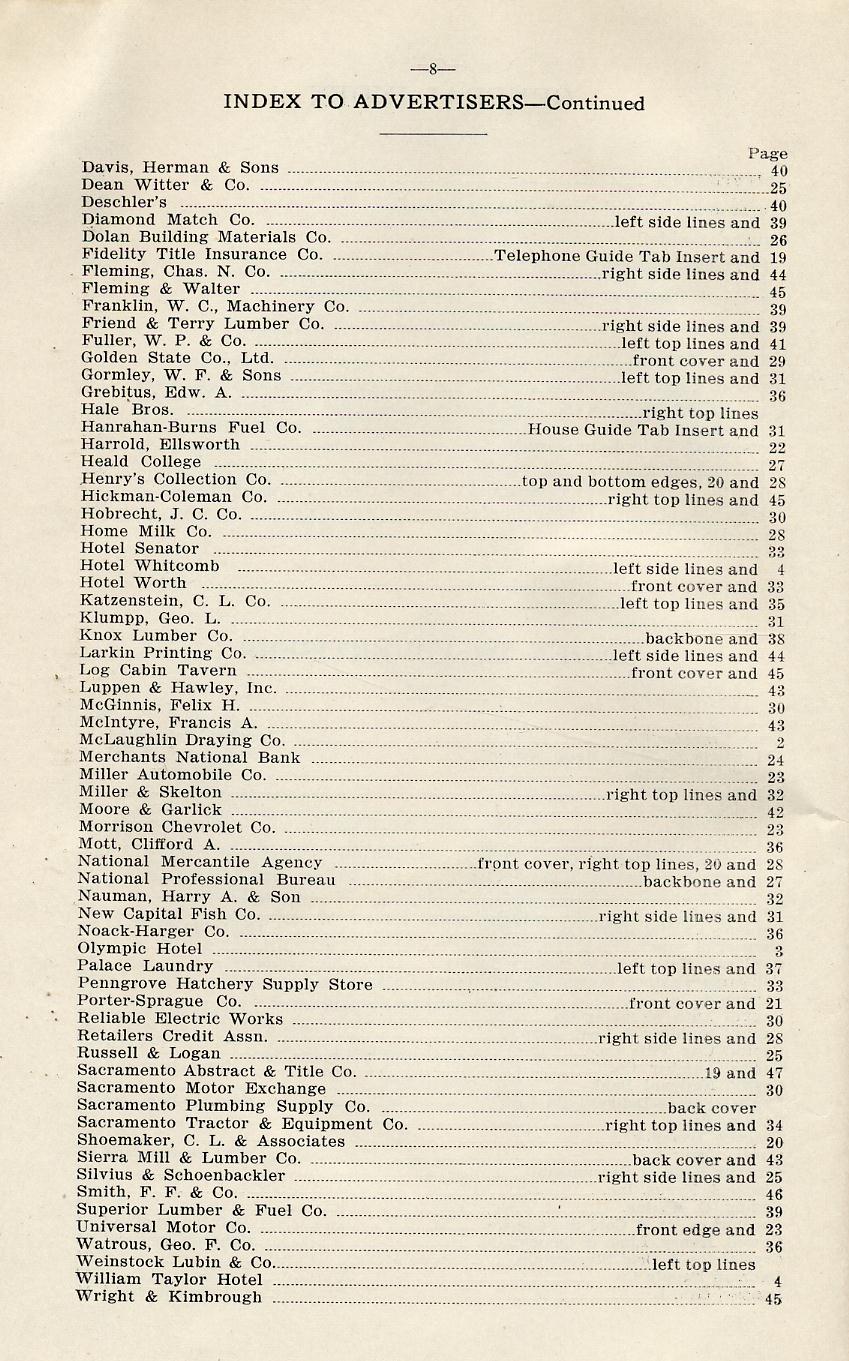 —8—
INDEX TO ADVERTISERS—Continued
Page
Davis, Herman & Sons 40
Dean Witter & Co. 25
Deschler's 40
Diamond Match Co. left side lines and 39
Dolan Building Materials Co. 26
Fidelity Title Insurance Co. Telephone Guide Tab Insert and 19
Fleming, Chas. N. Co. right side lines and 44
Fleming & Walter 45
Franklin, W. C., Machinery Co. 39
Friend & Terry Lumber Co. right side lines and 39
Fuller, W. P. & Co. left top lines and 41
Golden State Co., Ltd. front cover and 29
Gormley, W. F. & Sons left top lines and 31
Grebitus, Edw. A. 36
Hale Bros. right top lines
Hanrahan-Burns Fuel Co. House Guide Tab Insert and 31
Harrold, Ellsworth 22
Heald College 27
Henry's Collection Co. top and bottom edges, 20 and 28
Hickman-Coleman Co. right top lines and 45
Hobrecht, J. C. Co. 30
Home Milk Co. 28
Hotel Senator 33
Hotel Whitcomb left side lines and 4
Hotel Worth front cover and 33
Katzenstein, C. L. Co. left top lines and 35
Klumpp, Geo. L. 31
Knox Lumber Co. backbone and 38
Larkin Printing Co. left side lines and 44
Log Cabin Tavern front cover and 45
Luppen & Hawley, Inc. 43
McGinnis, Felix H. 30
McIntyre, Francis A. 43
McLaughlin Draying Co. 2
Merchants National Bank 24
Miller Automobile Co. 23
Miller & Skelton right top lines and 32
Moore & Garlick 42
Morrison Chevrolet Co. 23
Mott, Clifford A. 36
National Mercantile Agency front cover, right top lines, 20 and 28
National Professional Bureau backbone and 27
Nauman, Harry A. & Son 32
New Capital Fish Co. right side lines and 31
Noack-Harger Co. 36
Olympic Hotel 3
Palace Laundry left top lines and 37
Penngrove Hatchery Supply Store 33
Porter-Sprague Co. front cover and 21
Reliable Electric Works 30
Retailers Credit Assn. right side lines and 28
Russell & Logan 25
Sacramento Abstract & Title Co. 19 and 47
Sacramento Motor Exchange 30
Sacramento Plumbing Supply Co. back cover
Sacramento Tractor & Equipment Co. right top lines and 34
Shoemaker, C. L. & Associates 20
Sierra Mill & Lumber Co. back cover and 43
Silvius & Schoenbackler right side lines and 25
Smith, F. F. & Co. 46
Superior Lumber & Fuel Co. 39
Universal Motor Co. front edge and 23
Watrous, Geo. F. Co. 36
Weinstock Lubin & Co. left top lines
William Taylor Hotel 4
Wright & Kimbrough 45